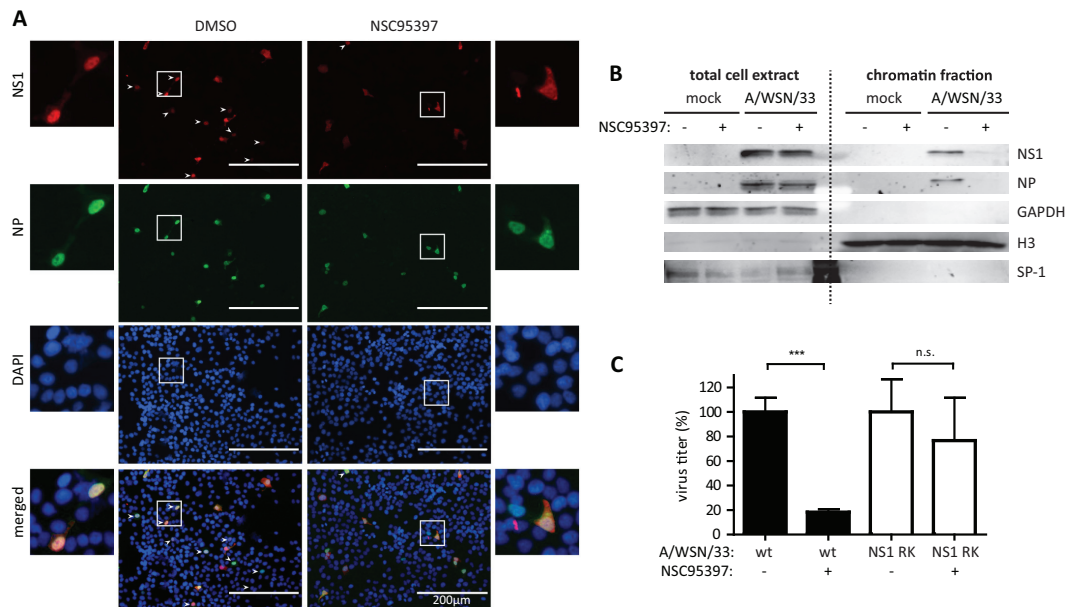 A
DMSO
NSC95397
NS1
NP
DAPI
merged
200μm
B
total cell extract
chromatin fraction
mock
A/WSN/33
mock
A/WSN/33
NSC95397:
-
+
-
+
-
+
-
+
NS1
NP
GAPDH
H3
SP-1
C
***
n.s.
virus titer (%)
120
100
80
60
40
20
0
A/WSN/33:
wt
wt
NS1 RK
NS1 RK
NSC95397:
-
+
-
+